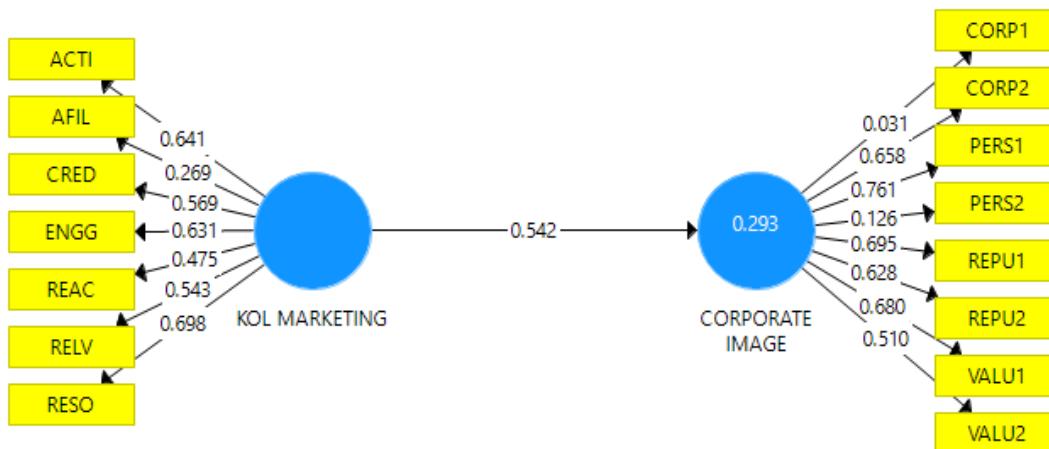 ACTI
AFIL
CRED
ENGG
REAC
RELV
RESO
0.641
0.269
0.569
0.631
0.475
0.543
0.698
KOL MARKETING
0.542
0.293
CORPORATE
IMAGE
0.031
0.658
0.761
0.126
0.695
0.628
0.680
0.510
CORP1
CORP2
PERS1
PERS2
REPU1
REPU2
VALU1
VALU2